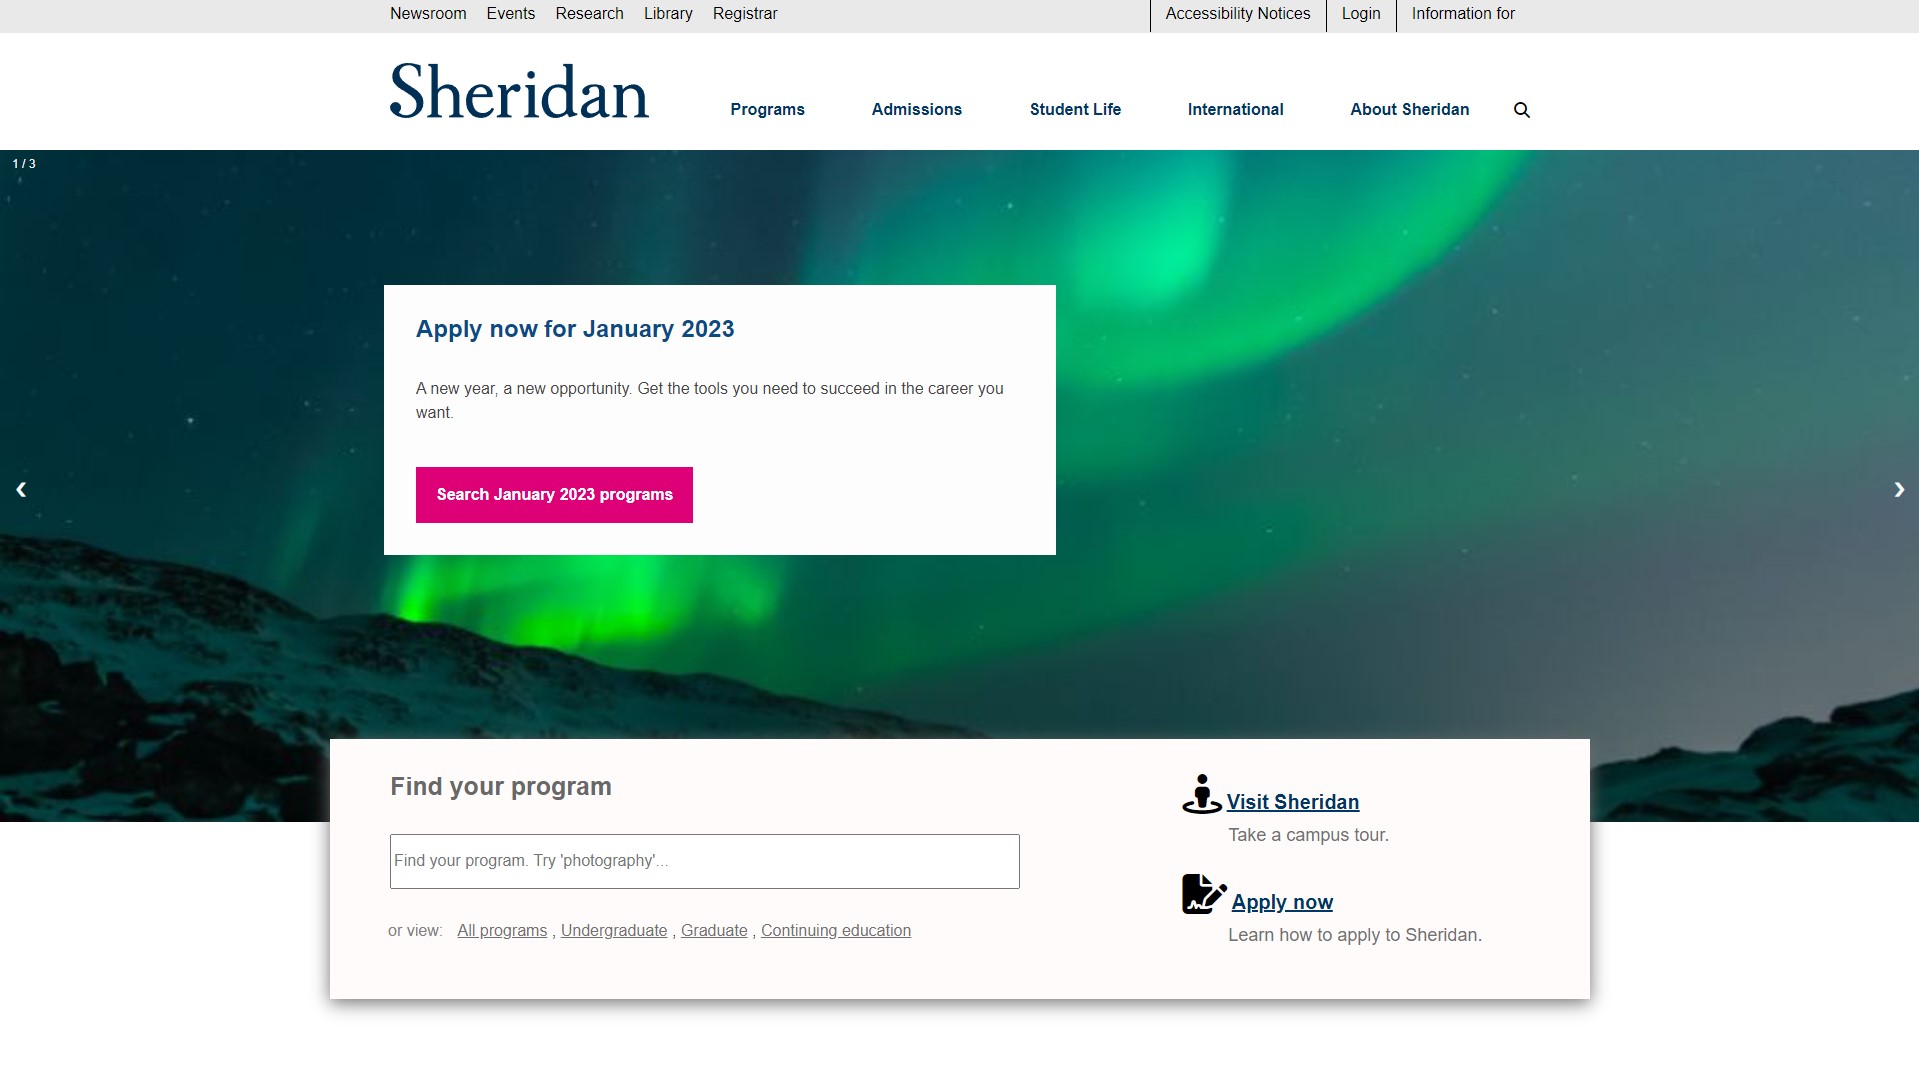 Newsroom Events Research Library Registrar Accessibility Notices Login Information for
Sheridan Programs Admissions Student Life International About Sheridan
1 / 3
Apply now for January 2023
A new year, a new opportunity. Get the tools you need to succeed in the career you
want.
Search January 2023 programs
❮ ❯
Find your program
Find your program. Try 'photography'...
or view: All programs , Undergraduate , Graduate , Continuing education
Visit Sheridan
Take a campus tour.
Apply now
Learn how to apply to Sheridan.